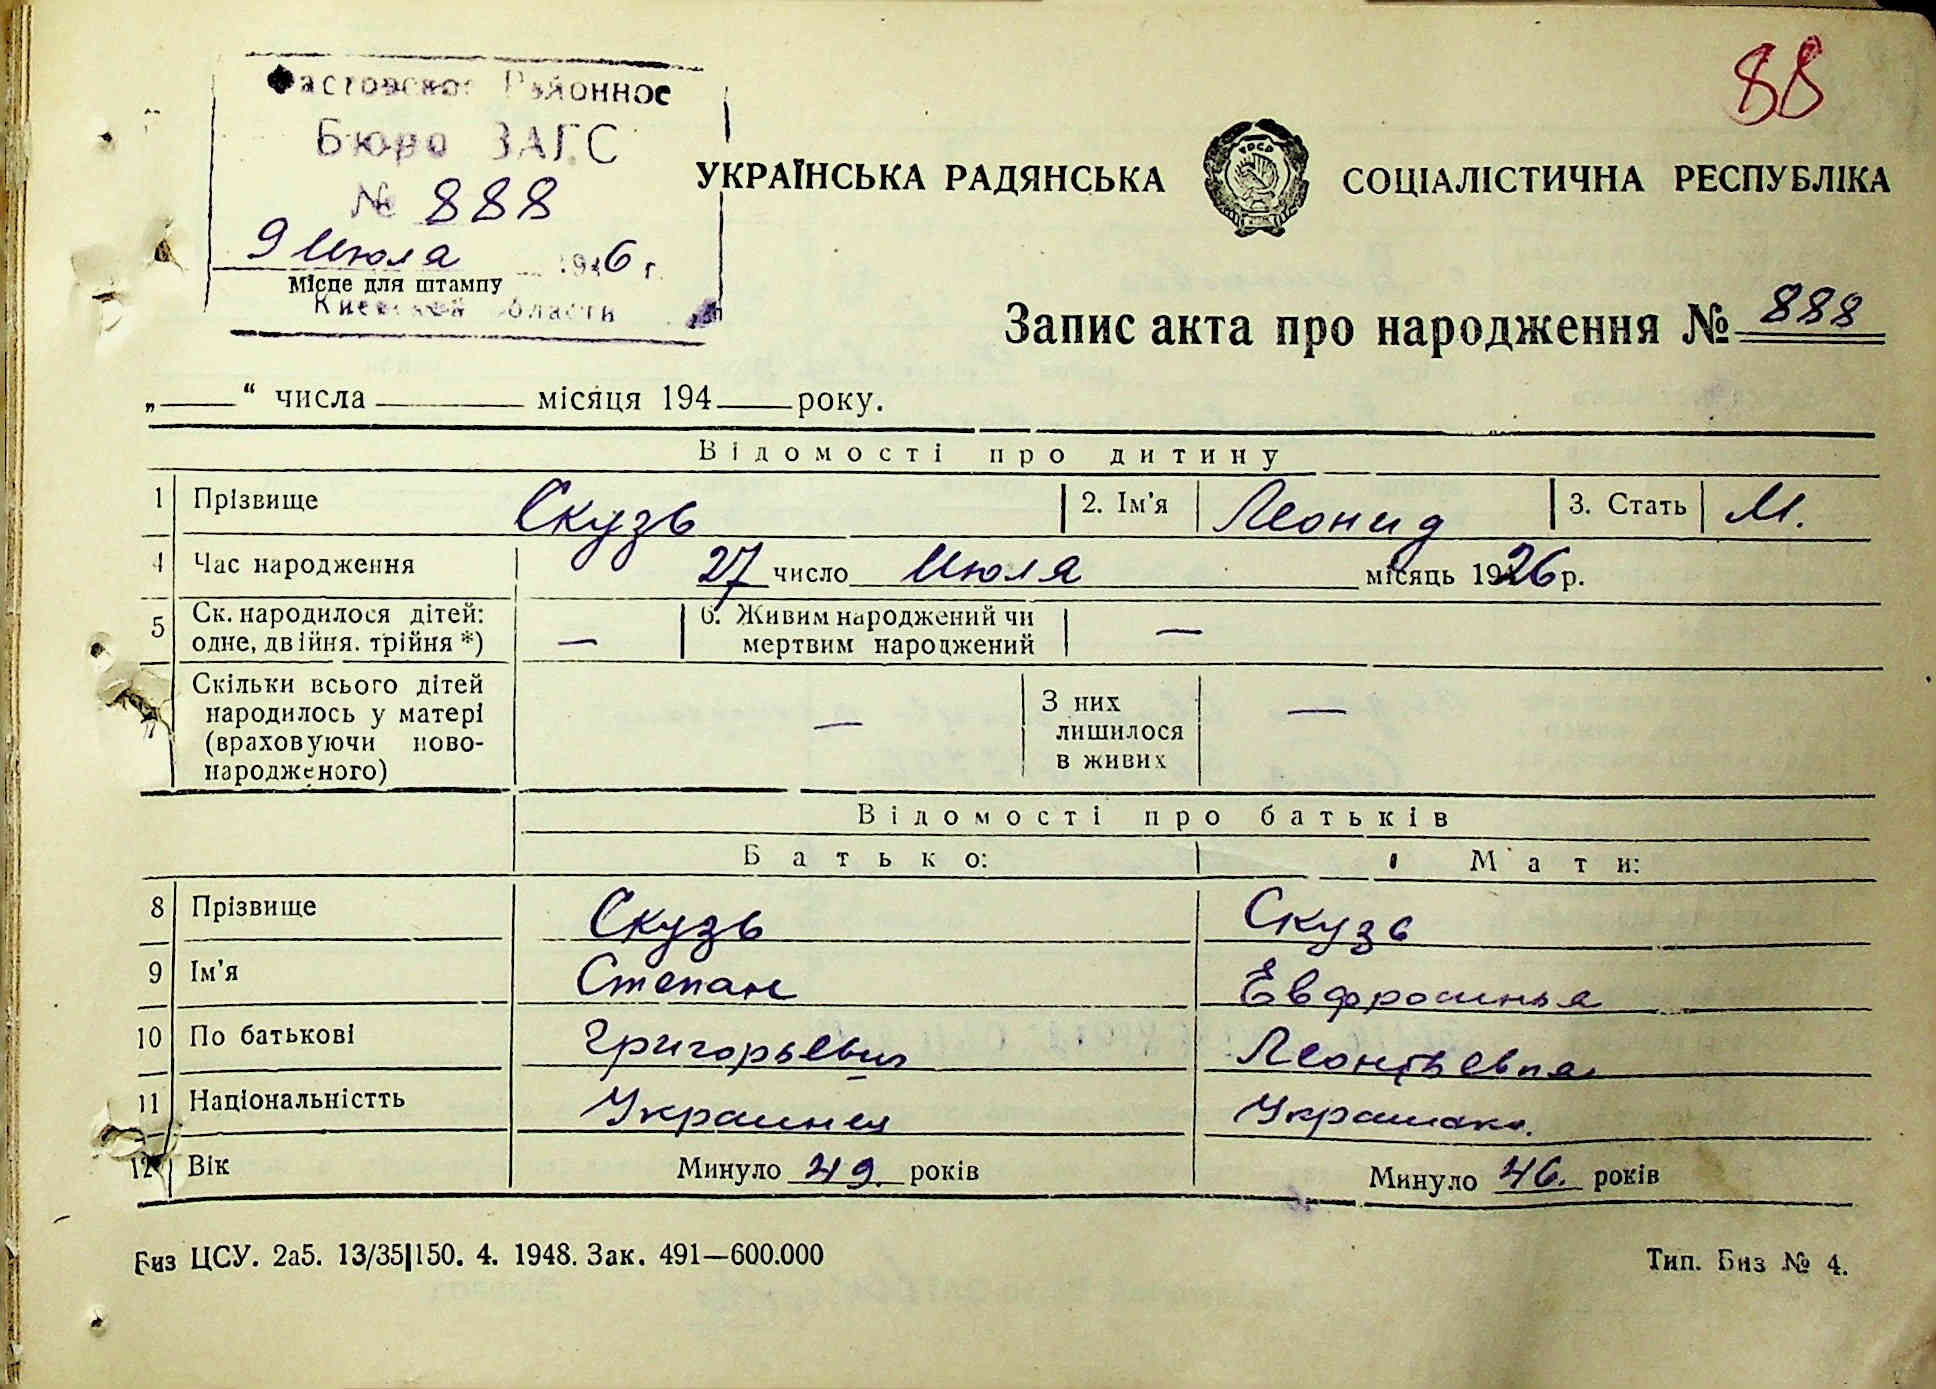 88
Фастовское Районное
Бюро ЗАГС
№ 888
УКРАЇНСЬКА РАДЯНСЬКА СОЦІАЛІСТИЧНА РЕСПУБЛІКА
9 Июля 1946 г.
Місце для штампу
Киевской области
Запис акта про народження № 888
„ “ числа місяця 194 року.
Відомості про дитину
1 Прізвище Скузь 2. Ім'я Леонид 3. Стать М.
4 Час народження 27 число Июля місяць 1926 р.
5 Ск. народилося дітей: одне, двійня. трійня *) — 6. Живим народжений чи мертвим народжений —
Скільки всього дітей народилось у матері (враховуючи ново-народженого) — З них лишилося в живих —
Відомості про батьків
Батько: Мати:
8 Прізвище Скузь Скузь
9 Ім'я Степан Евфросинья
10 По батькові Григорьевич Леонтьевна
11 Національністть Украинец Украинка.
12 Вік Минуло 49. років Минуло 46. років
Биз ЦСУ. 2а5. 13/35|150. 4. 1948. Зак. 491—600.000 Тип. Биз № 4.